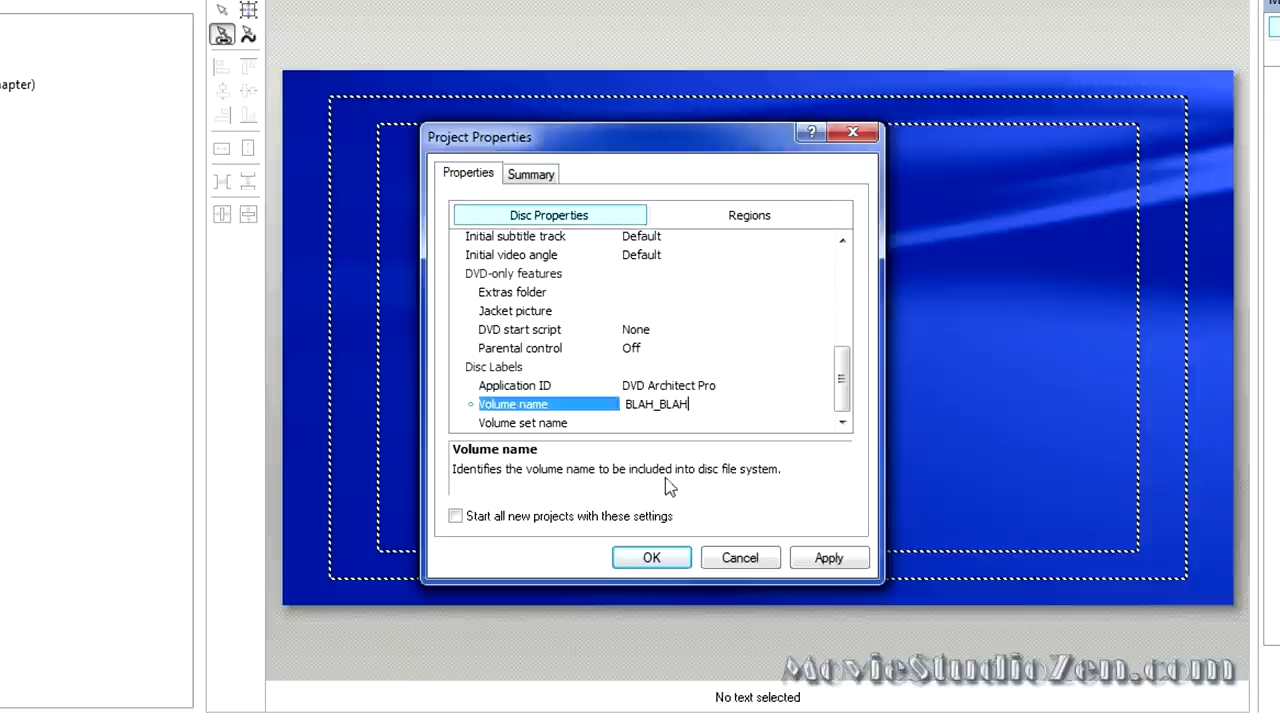 apter)
Project Properties
?
Properties
Summary
Disc Properties
Regions
Initial subtitle track Default
Initial video angle Default
DVD-only features
Extras folder
Jacket picture
DVD start script None
Parental control Off
Disc Labels
Application ID DVD Architect Pro
Volume name BLAH_BLAH
Volume set name
Volume name
Identifies the volume name to be included into disc file system.
Start all new projects with these settings
OK Cancel Apply
MovieStudioZen.com
No text selected